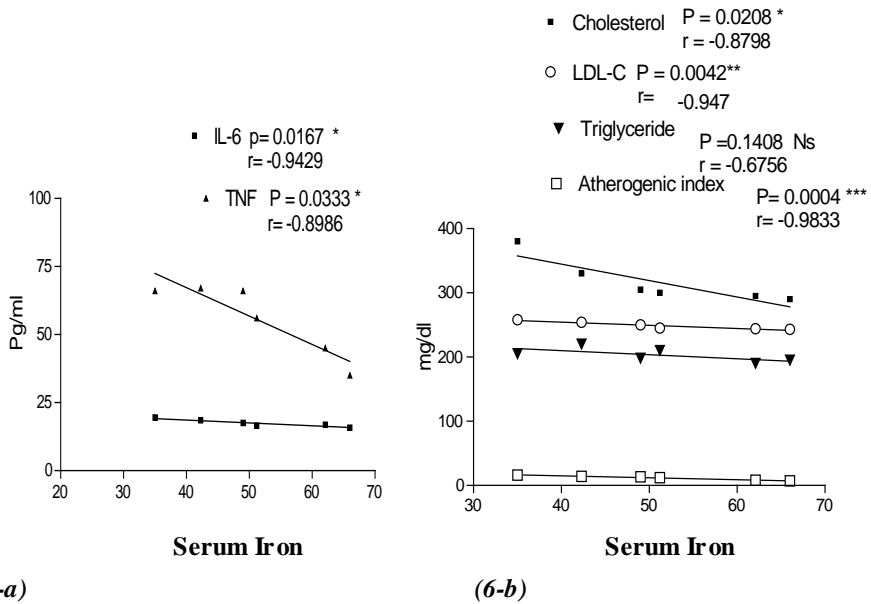 IL-6 p= 0.0167 *
r= -0.9429
TNF P = 0.0333 *
r= -0.8986
100
75
50
25
0
Pg/ml
20 30 40 50 60 70
Serum Iron
-a)
Cholesterol P = 0.0208 *
r = -0.8798
LDL-C P = 0.0042**
r= -0.947
Triglyceride
P =0.1408 Ns
r = -0.6756
Atherogenic index
P= 0.0004 ***
r= -0.9833
400
300
200
100
0
mg/dl
30 40 50 60 70
Serum Iron
(6-b)